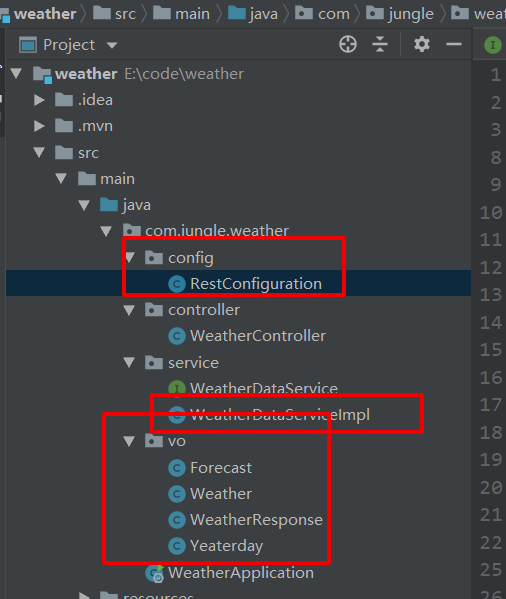 weather src main java com jungle wea
Project
weather E:\code\weather
.idea
.mvn
src
main
java
com.jungle.weather
config
RestConfiguration
controller
WeatherController
service
WeatherDataService
WeatherDataServiceImpl
vo
Forecast
Weather
WeatherResponse
Yeaterday
WeatherApplication
resources
1
2
3
8
9
10
11
12
13
14
15
16
17
18
19
20
21
22
25
26